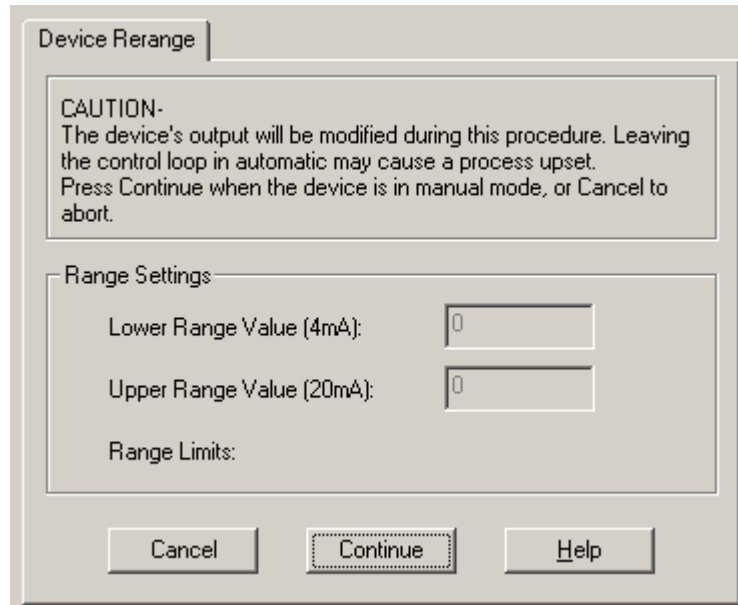 Device Rerange
CAUTION-
The device's output will be modified during this procedure. Leaving
the control loop in automatic may cause a process upset.
Press Continue when the device is in manual mode, or Cancel to
abort.
Range Settings
Lower Range Value (4mA): 0
Upper Range Value (20mA): 0
Range Limits:
Cancel Continue Help